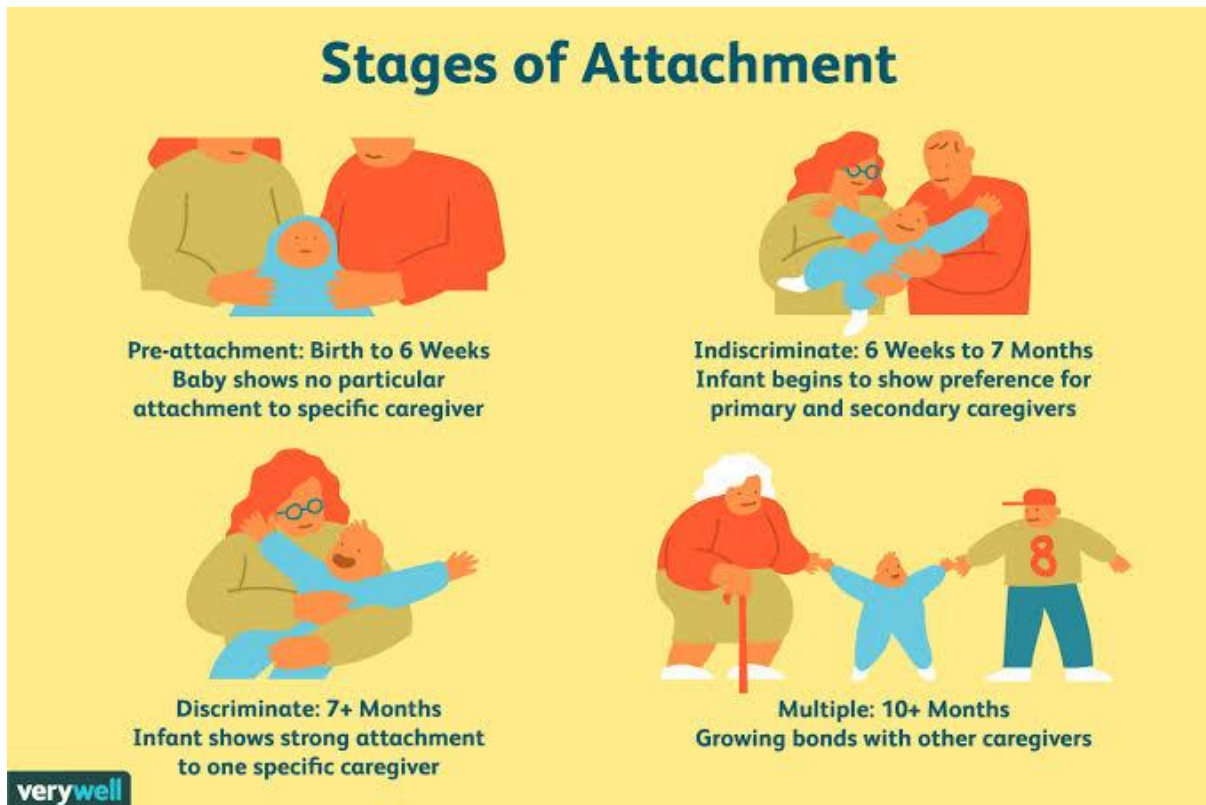 Stages of Attachment
Pre-attachment: Birth to 6 Weeks
Baby shows no particular
attachment to specific caregiver
Indiscriminate: 6 Weeks to 7 Months
Infant begins to show preference for
primary and secondary caregivers
8
Discriminate: 7+ Months
Infant shows strong attachment
to one specific caregiver
Multiple: 10+ Months
Growing bonds with other caregivers
verywell